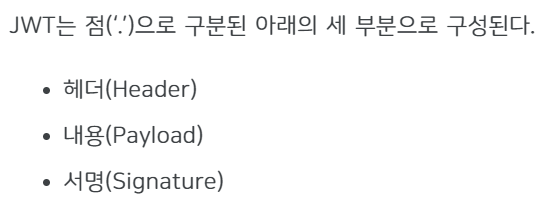 JWT는 점(‘.’)으로 구분된 아래의 세 부분으로 구성된다.
• 헤더(Header)
• 내용(Payload)
• 서명(Signature)